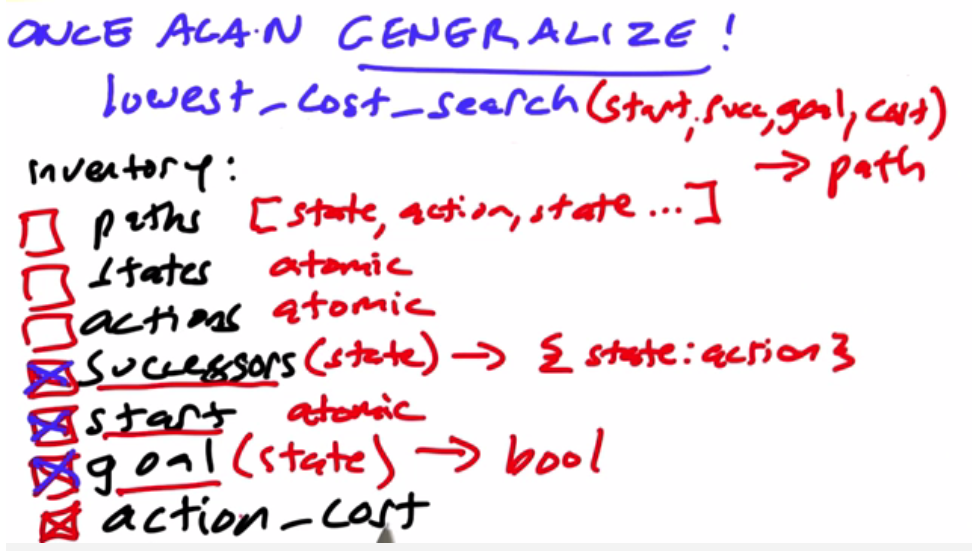 ONCE AGAIN GENERALIZE!
lowest_cost_search(start, succ, goal, cost)
→ path
inventory:
paths [state, action, state ...]
states atomic
actions atomic
successors (state) → {state:action}
start atomic
goal (state) → bool
action_cost